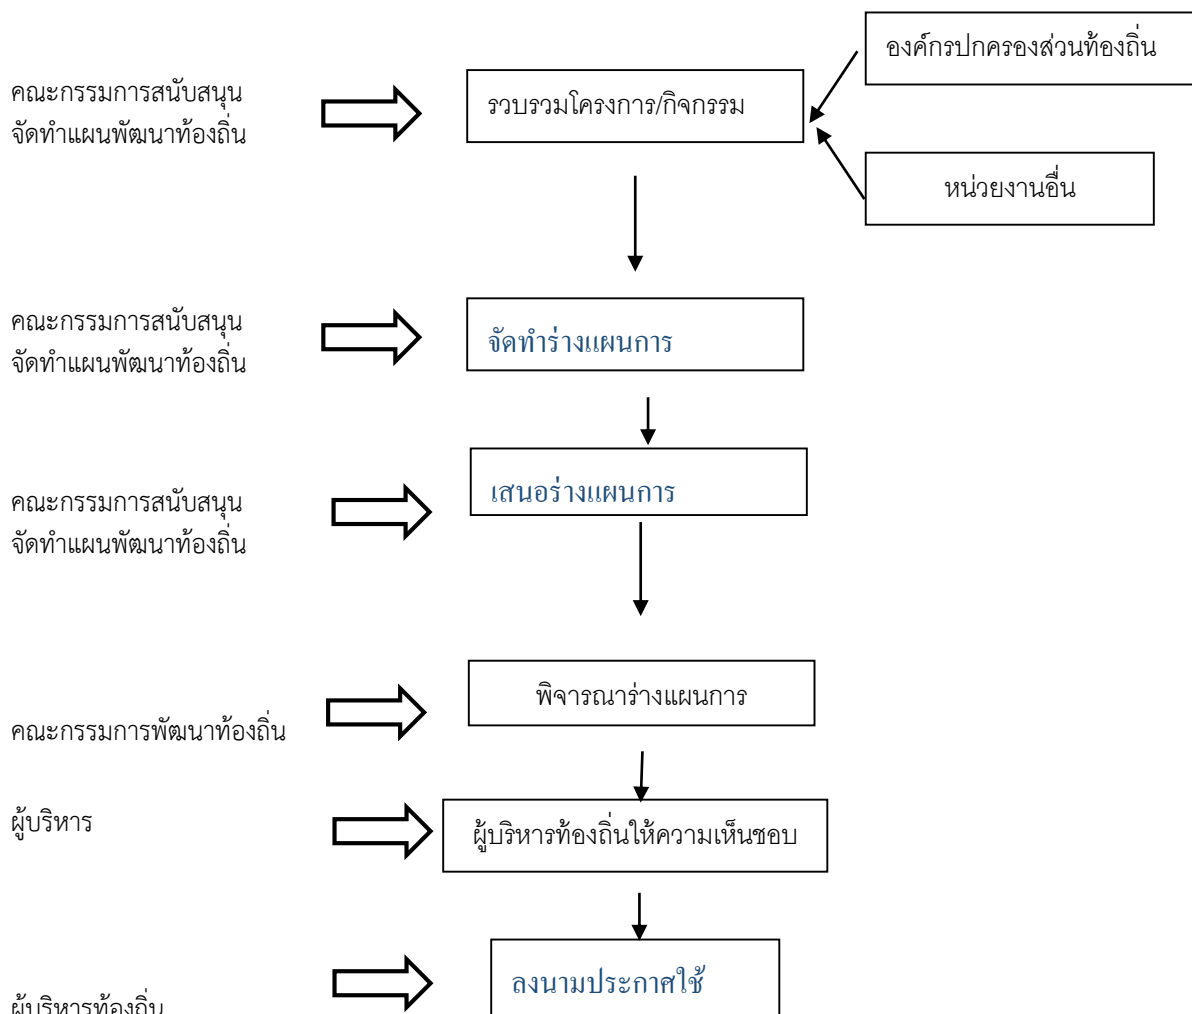 องค์กรปกครองส่วนท้องถิ่น
คณะกรรมการสนับสนุน
จัดทำแผนพัฒนาท้องถิ่น
รวบรวมโครงการ/กิจกรรม
หน่วยงานอื่น
คณะกรรมการสนับสนุน
จัดทำแผนพัฒนาท้องถิ่น
จัดทำร่างแผนการ
คณะกรรมการสนับสนุน
จัดทำแผนพัฒนาท้องถิ่น
เสนอร่างแผนการ
คณะกรรมการพัฒนาท้องถิ่น
พิจารณาร่างแผนการ
ผู้บริหาร
ผู้บริหารท้องถิ่นให้ความเห็นชอบ
ผู้บริหารท้องถิ่น
ลงนามประกาศใช้